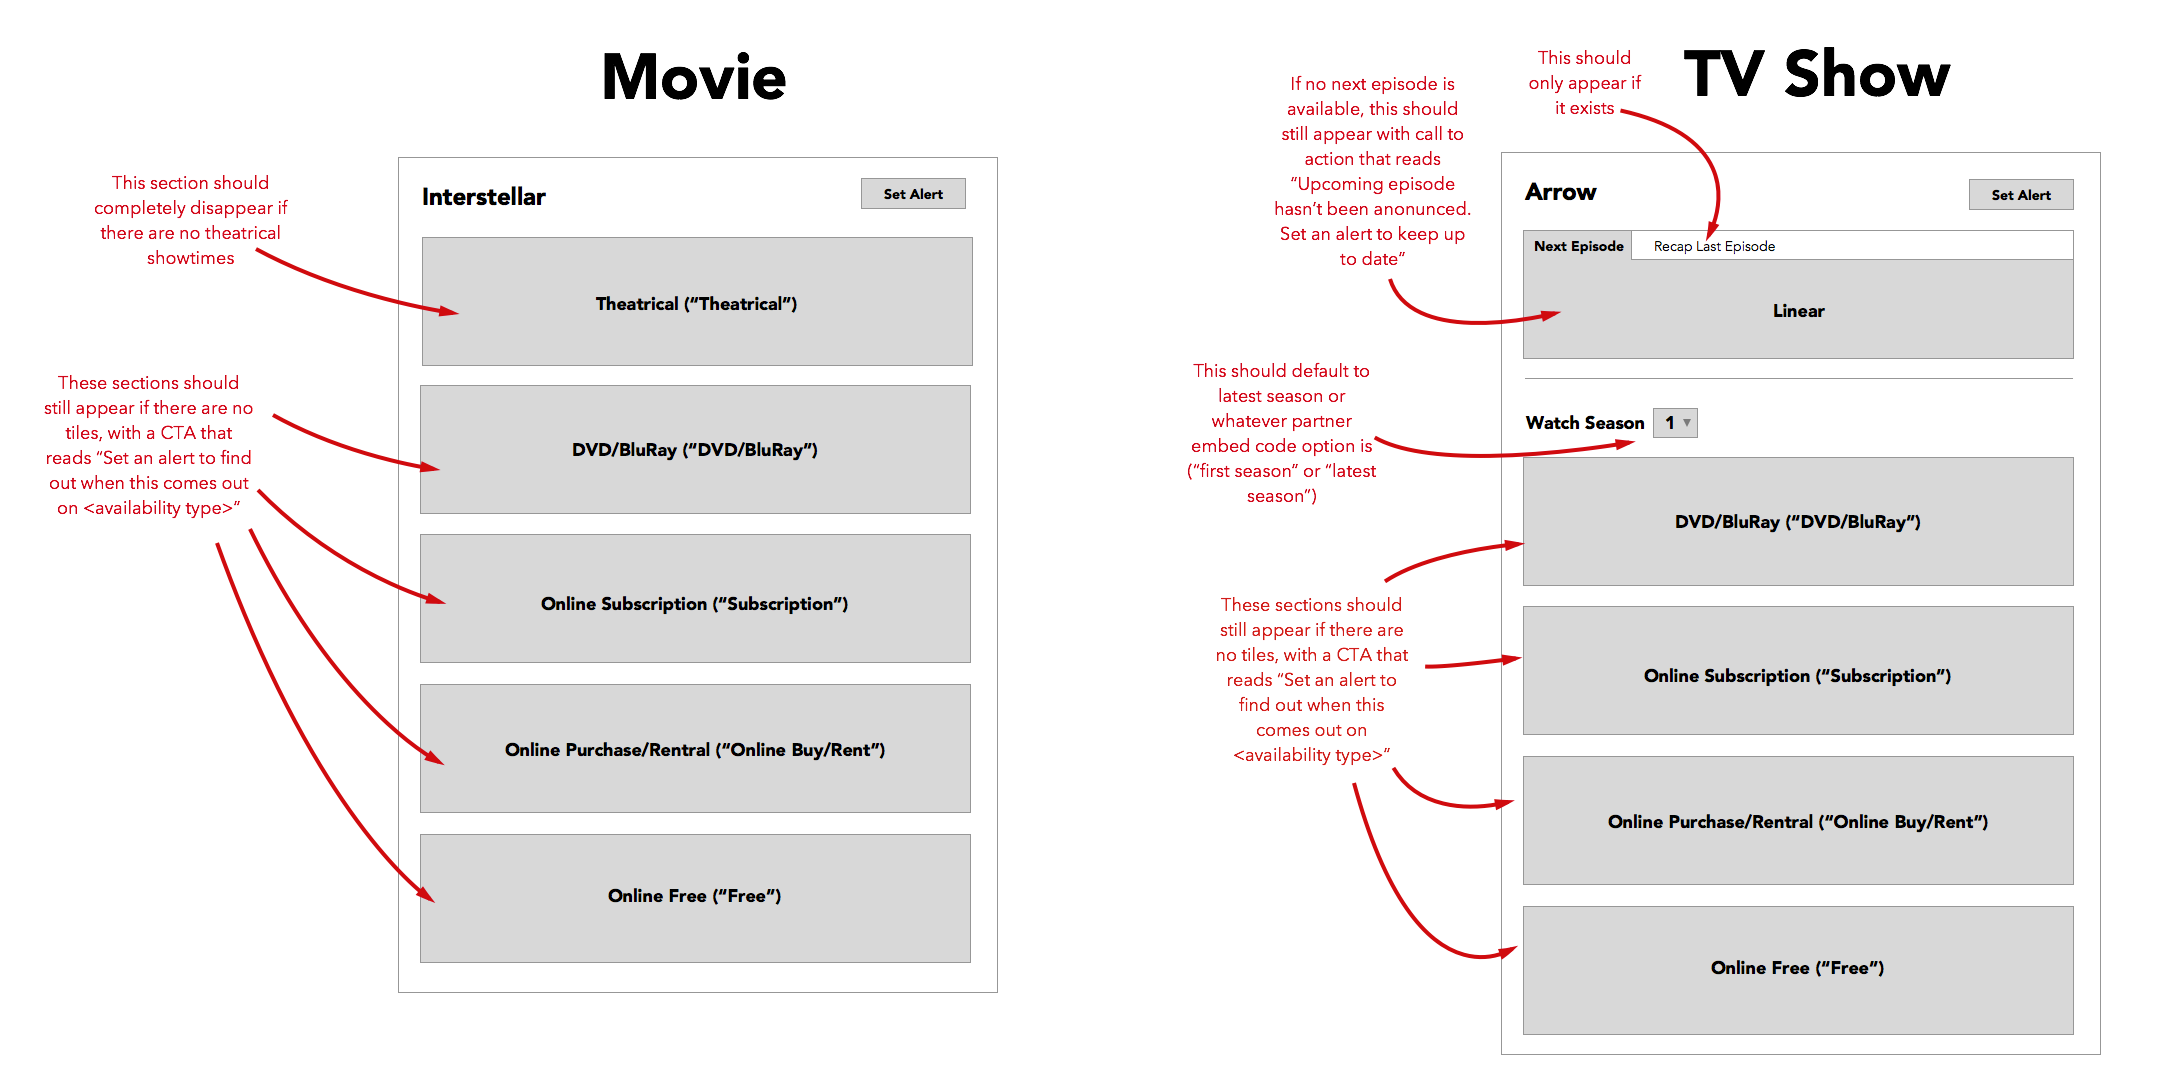 Movie
This section should
completely disappear if
there are no theatrical
showtimes
These sections should
still appear if there are no
tiles, with a CTA that
reads “Set an alert to find
out when this comes out
on <availability type>”
Interstellar
Set Alert
Theatrical (“Theatrical”)
DVD/BluRay (“DVD/BluRay”)
Online Subscription (“Subscription”)
Online Purchase/Rentral (“Online Buy/Rent”)
Online Free (“Free”)
TV Show
This should
only appear if
it exists
If no next episode is
available, this should
still appear with call to
action that reads
“Upcoming episode
hasn’t been anonunced.
Set an alert to keep up
to date”
This should default to
latest season or
whatever partner
embed code option is
(“first season” or “latest
season”)
These sections should
still appear if there are
no tiles, with a CTA that
reads “Set an alert to
find out when this
comes out on
<availability type>”
Arrow
Set Alert
Next Episode
Recap Last Episode
Linear
Watch Season 1
DVD/BluRay (“DVD/BluRay”)
Online Subscription (“Subscription”)
Online Purchase/Rentral (“Online Buy/Rent”)
Online Free (“Free”)